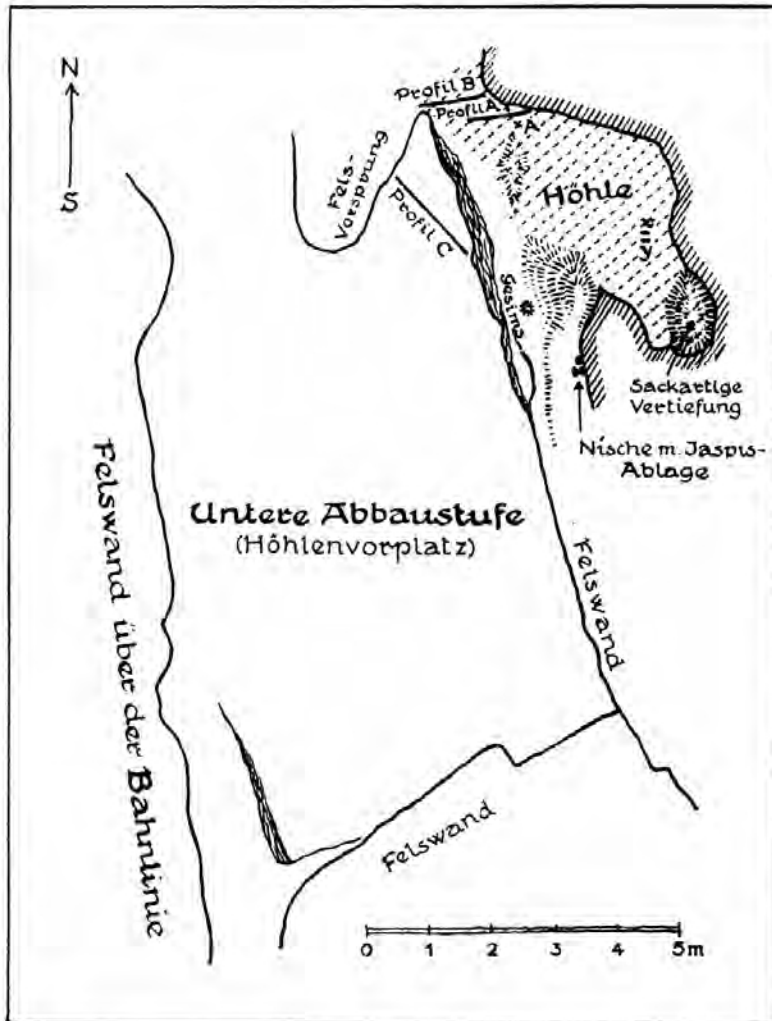 N
S
Profil B
Profil A
A
Höhle
Fels-
Vorsprung
Profil C
Gesims
Sackartige
Vertiefung
Nische m. Jaspis-
Ablage
Untere Abbaustufe
(Höhlenvorplatz)
Felswand über der Bahnlinie
Felswand
Felswand
0 1 2 3 4 5m